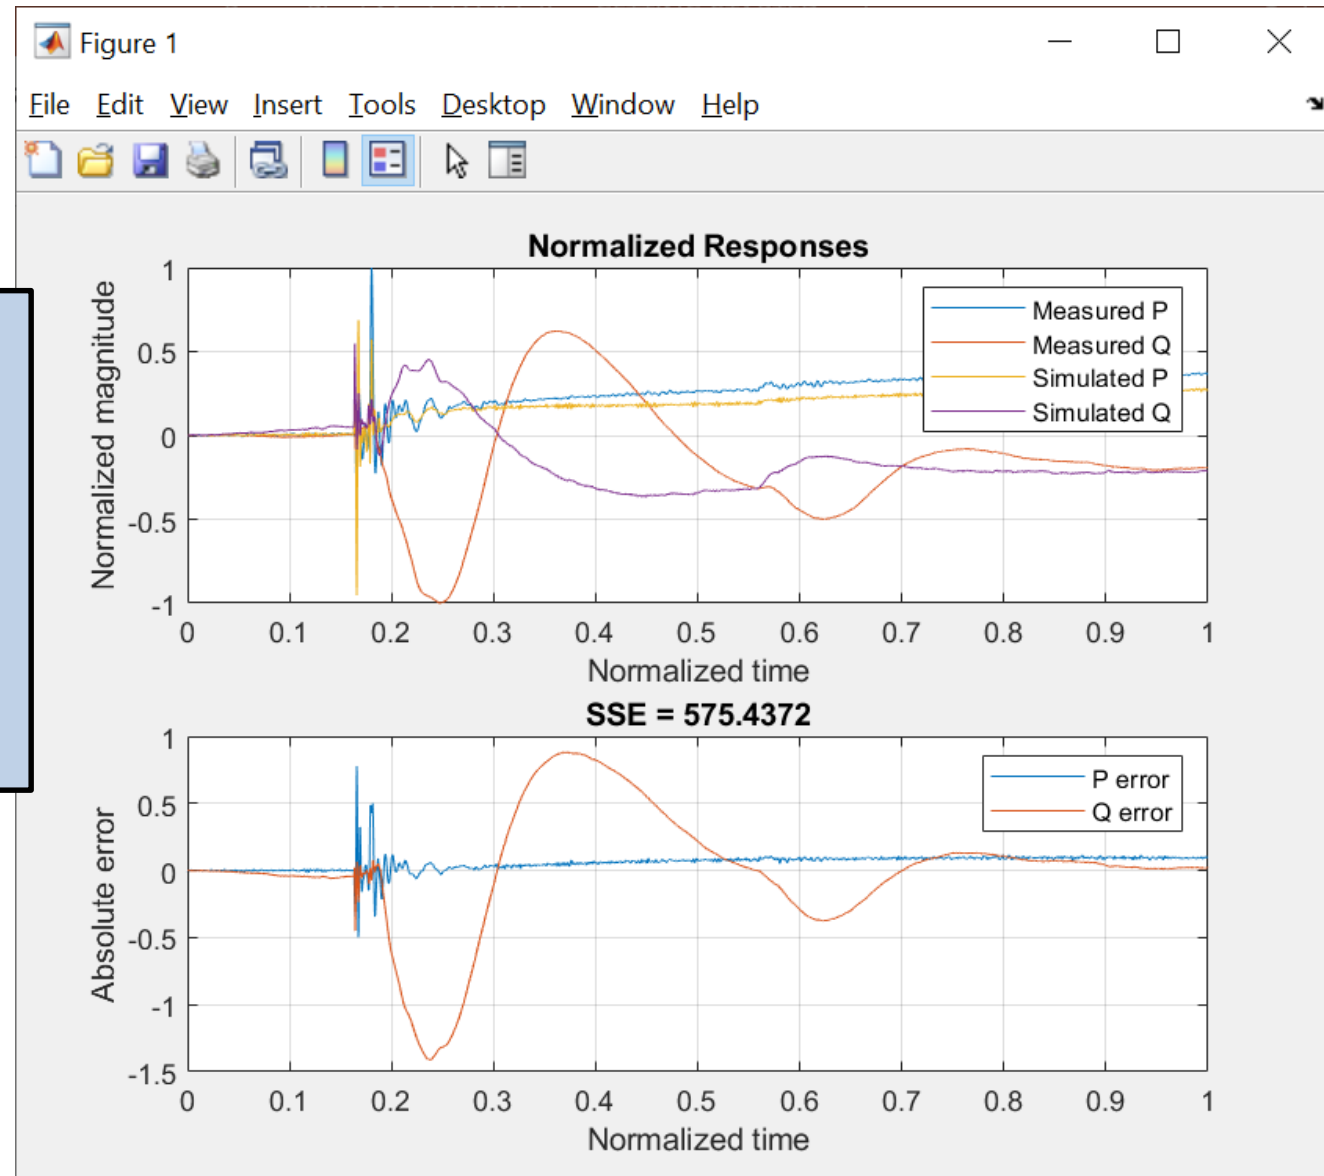 Figure 1
File Edit View Insert Tools Desktop Window Help
Normalized Responses
Normalized magnitude
1
0.5
0
-0.5
-1
Measured P
Measured Q
Simulated P
Simulated Q
0 0.1 0.2 0.3 0.4 0.5 0.6 0.7 0.8 0.9 1
Normalized time
SSE = 575.4372
Absolute error
1
0.5
0
-0.5
-1
-1.5
P error
Q error
0 0.1 0.2 0.3 0.4 0.5 0.6 0.7 0.8 0.9 1
Normalized time